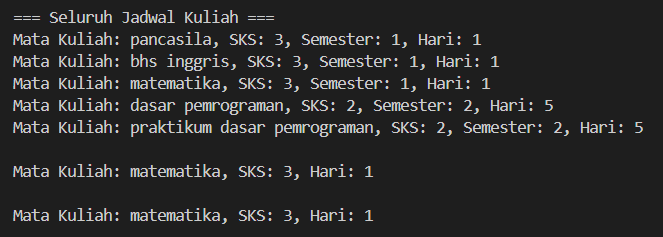 === Seluruh Jadwal Kuliah ===
Mata Kuliah: pancasila, SKS: 3, Semester: 1, Hari: 1
Mata Kuliah: bhs inggris, SKS: 3, Semester: 1, Hari: 1
Mata Kuliah: matematika, SKS: 3, Semester: 1, Hari: 1
Mata Kuliah: dasar pemrograman, SKS: 2, Semester: 2, Hari: 5
Mata Kuliah: praktikum dasar pemrograman, SKS: 2, Semester: 2, Hari: 5
Mata Kuliah: matematika, SKS: 3, Hari: 1
Mata Kuliah: matematika, SKS: 3, Hari: 1